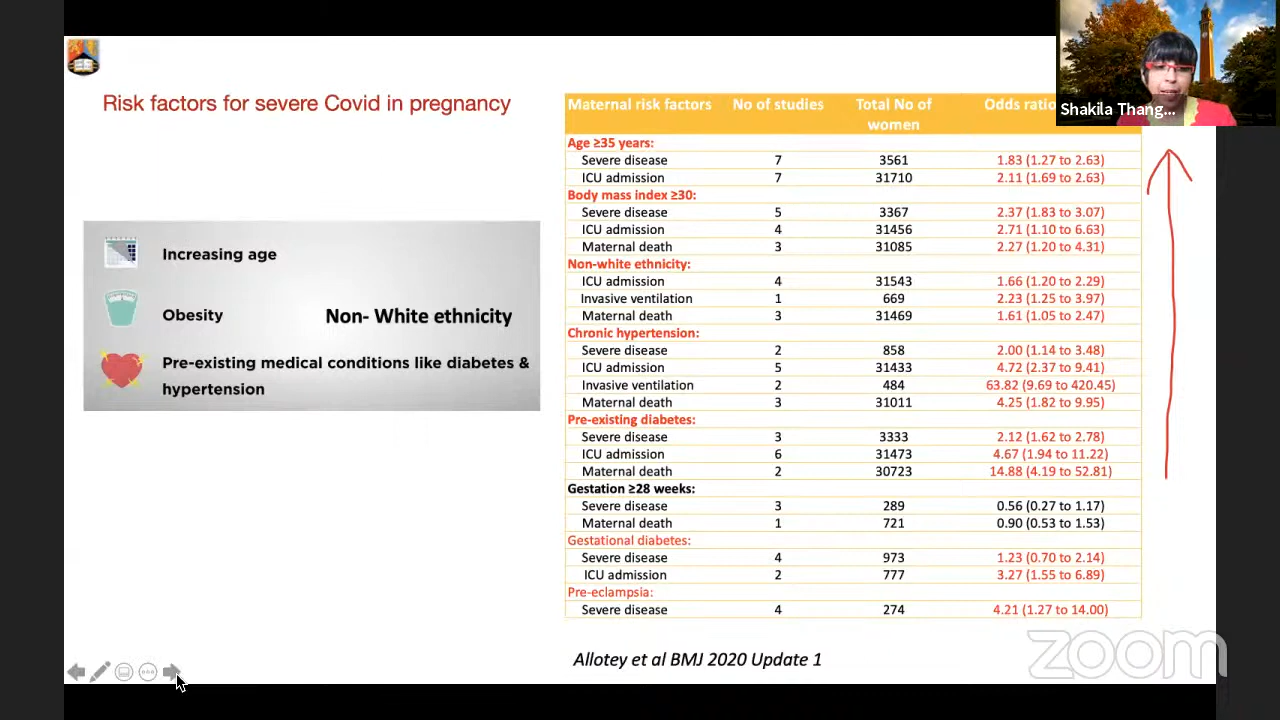 Risk factors for severe Covid in pregnancy
Increasing age
Obesity
Non- White ethnicity
Pre-existing medical conditions like diabetes &
hypertension
Maternal risk factors No of studies Total No of women Odds
Age ≥35 years:
Severe disease 7 3561 1.83 (1.27 to 2.63)
ICU admission 7 31710 2.11 (1.69 to 2.63)
Body mass index ≥30:
Severe disease 5 3367 2.37 (1.83 to 3.07)
ICU admission 4 31456 2.71 (1.10 to 6.63)
Maternal death 3 31085 2.27 (1.20 to 4.31)
Non-white ethnicity:
ICU admission 4 31543 1.66 (1.20 to 2.29)
Invasive ventilation 1 669 2.23 (1.25 to 3.97)
Maternal death 3 31469 1.61 (1.05 to 2.47)
Chronic hypertension:
Severe disease 2 858 2.00 (1.14 to 3.48)
ICU admission 5 31433 4.72 (2.37 to 9.41)
Invasive ventilation 2 484 63.82 (9.69 to 420.45)
Maternal death 3 31011 4.25 (1.82 to 9.95)
Pre-existing diabetes:
Severe disease 3 3333 2.12 (1.62 to 2.78)
ICU admission 6 31473 4.67 (1.94 to 11.22)
Maternal death 2 30723 14.88 (4.19 to 52.81)
Gestation ≥28 weeks:
Severe disease 3 289 0.56 (0.27 to 1.17)
Maternal death 1 721 0.90 (0.53 to 1.53)
Gestational diabetes:
Severe disease 4 973 1.23 (0.70 to 2.14)
ICU admission 2 777 3.27 (1.55 to 6.89)
Pre-eclampsia:
Severe disease 4 274 4.21 (1.27 to 14.00)
Allotey et al BMJ 2020 Update 1
Shakila Thang...
zoom